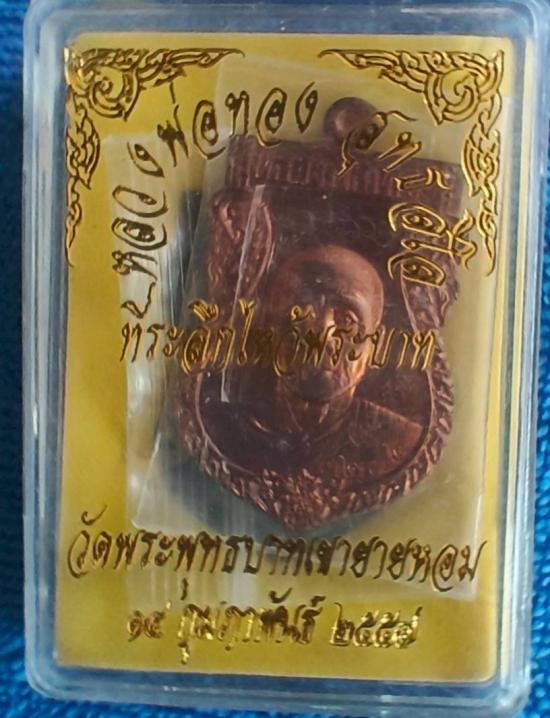 หลวงพ่อทอง สุทฺธสีโล
ที่ระลึกไหว้พระบาท
วัดพระพุทธบาทเขายายหอม
๑๔ กุมภาพันธ์ ๒๕๕๗